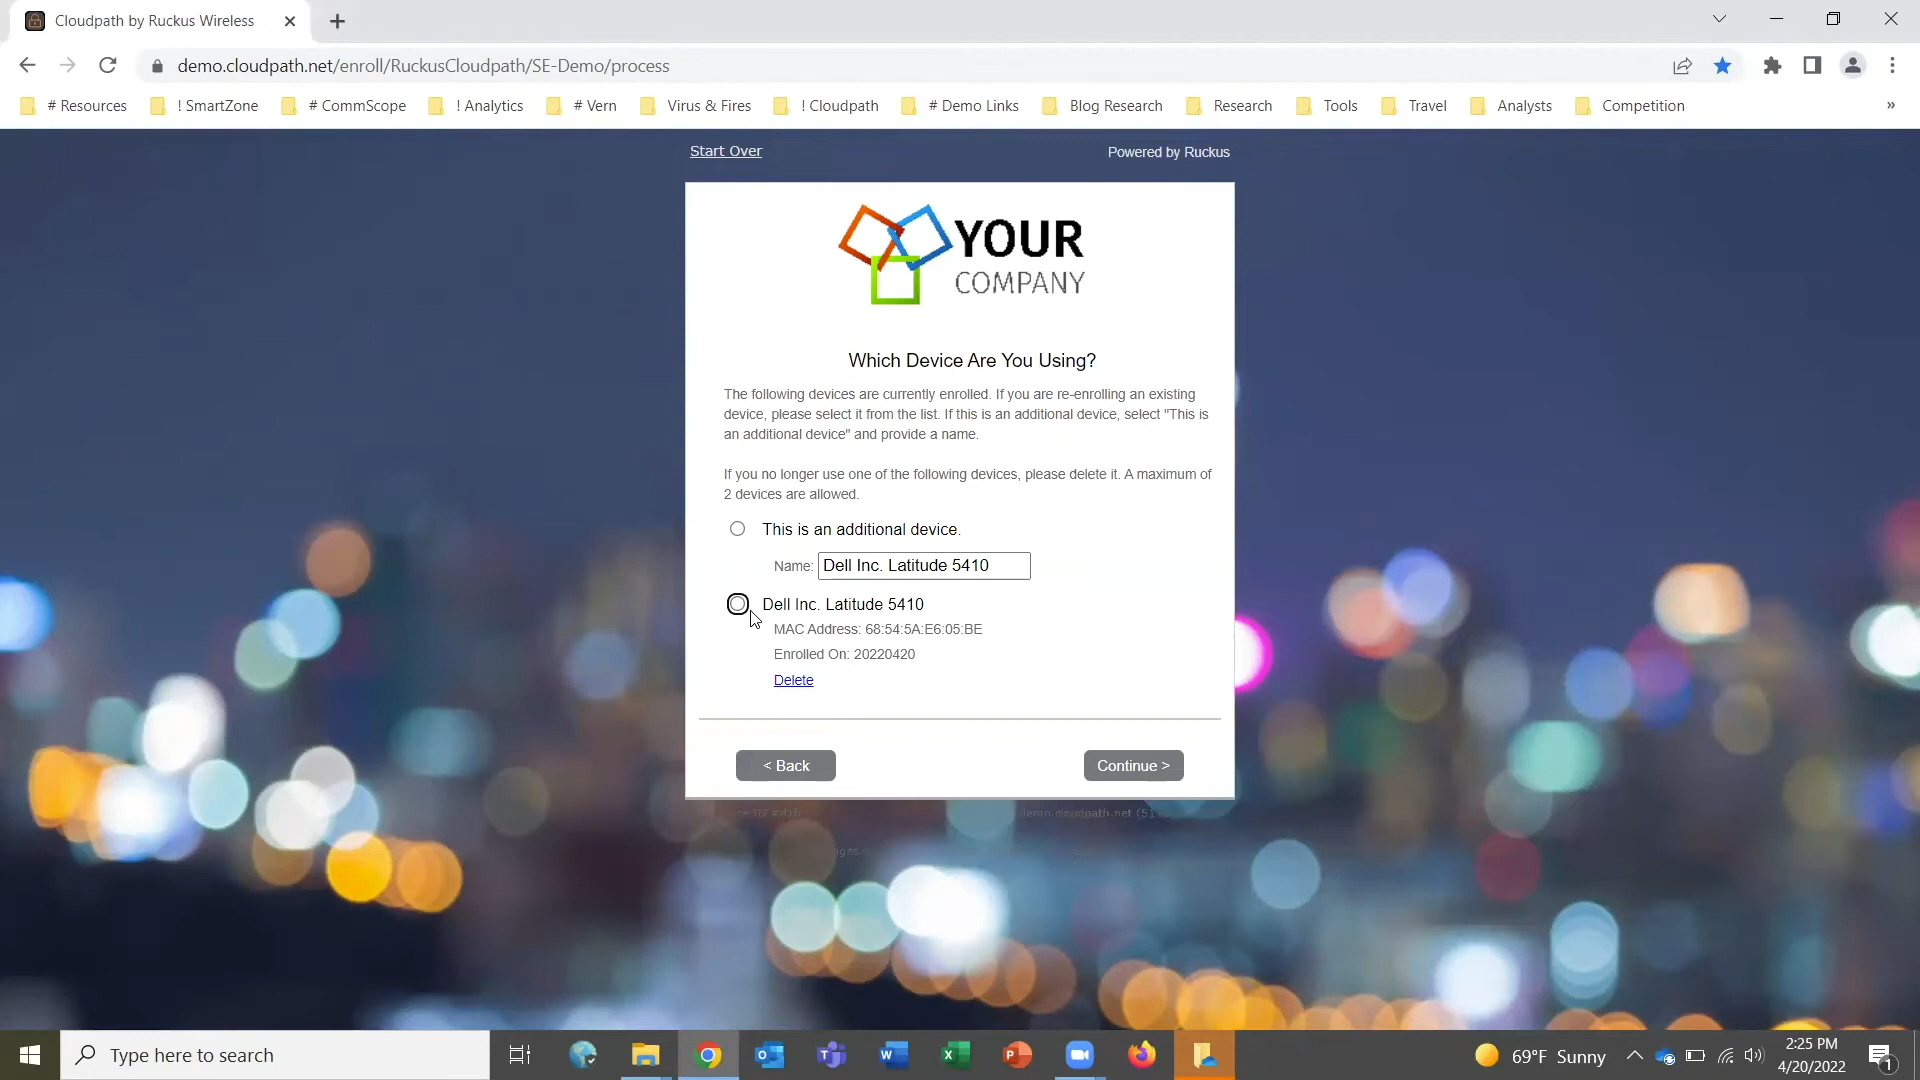 Cloudpath by Ruckus Wireless
demo.cloudpath.net/enroll/RuckusCloudpath/SE-Demo/process
# Resources ! SmartZone # CommScope ! Analytics # Vern Virus & Fires ! Cloudpath # Demo Links Blog Research Research Tools Travel Analysts Competition »
Start Over Powered by Ruckus
YOUR
COMPANY
Which Device Are You Using?
The following devices are currently enrolled. If you are re-enrolling an existing
device, please select it from the list. If this is an additional device, select "This is
an additional device" and provide a name.
If you no longer use one of the following devices, please delete it. A maximum of
2 devices are allowed.
This is an additional device.
Name: Dell Inc. Latitude 5410
Dell Inc. Latitude 5410
MAC Address: 68:54:5A:E6:05:BE
Enrolled On: 20220420
Delete
< Back Continue >
Type here to search
69°F Sunny
2:25 PM
4/20/2022
1